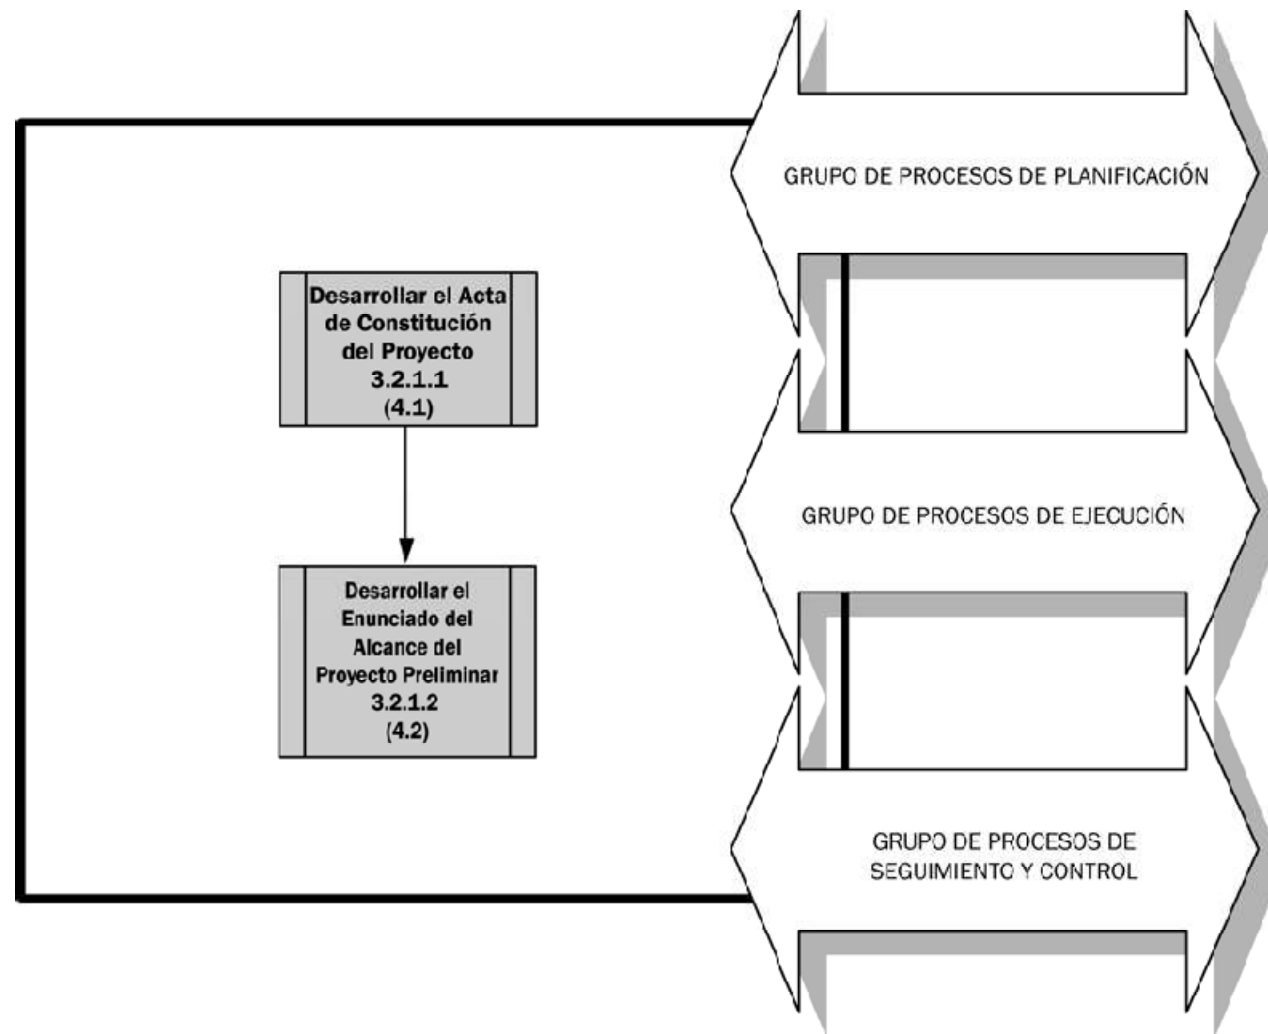 GRUPO DE PROCESOS DE PLANIFICACIÓN
Desarrollar el Acta
de Constitución
del Proyecto
3.2.1.1
(4.1)
GRUPO DE PROCESOS DE EJECUCIÓN
Desarrollar el
Enunciado del
Alcance del
Proyecto Preliminar
3.2.1.2
(4.2)
GRUPO DE PROCESOS DE
SEGUIMIENTO Y CONTROL